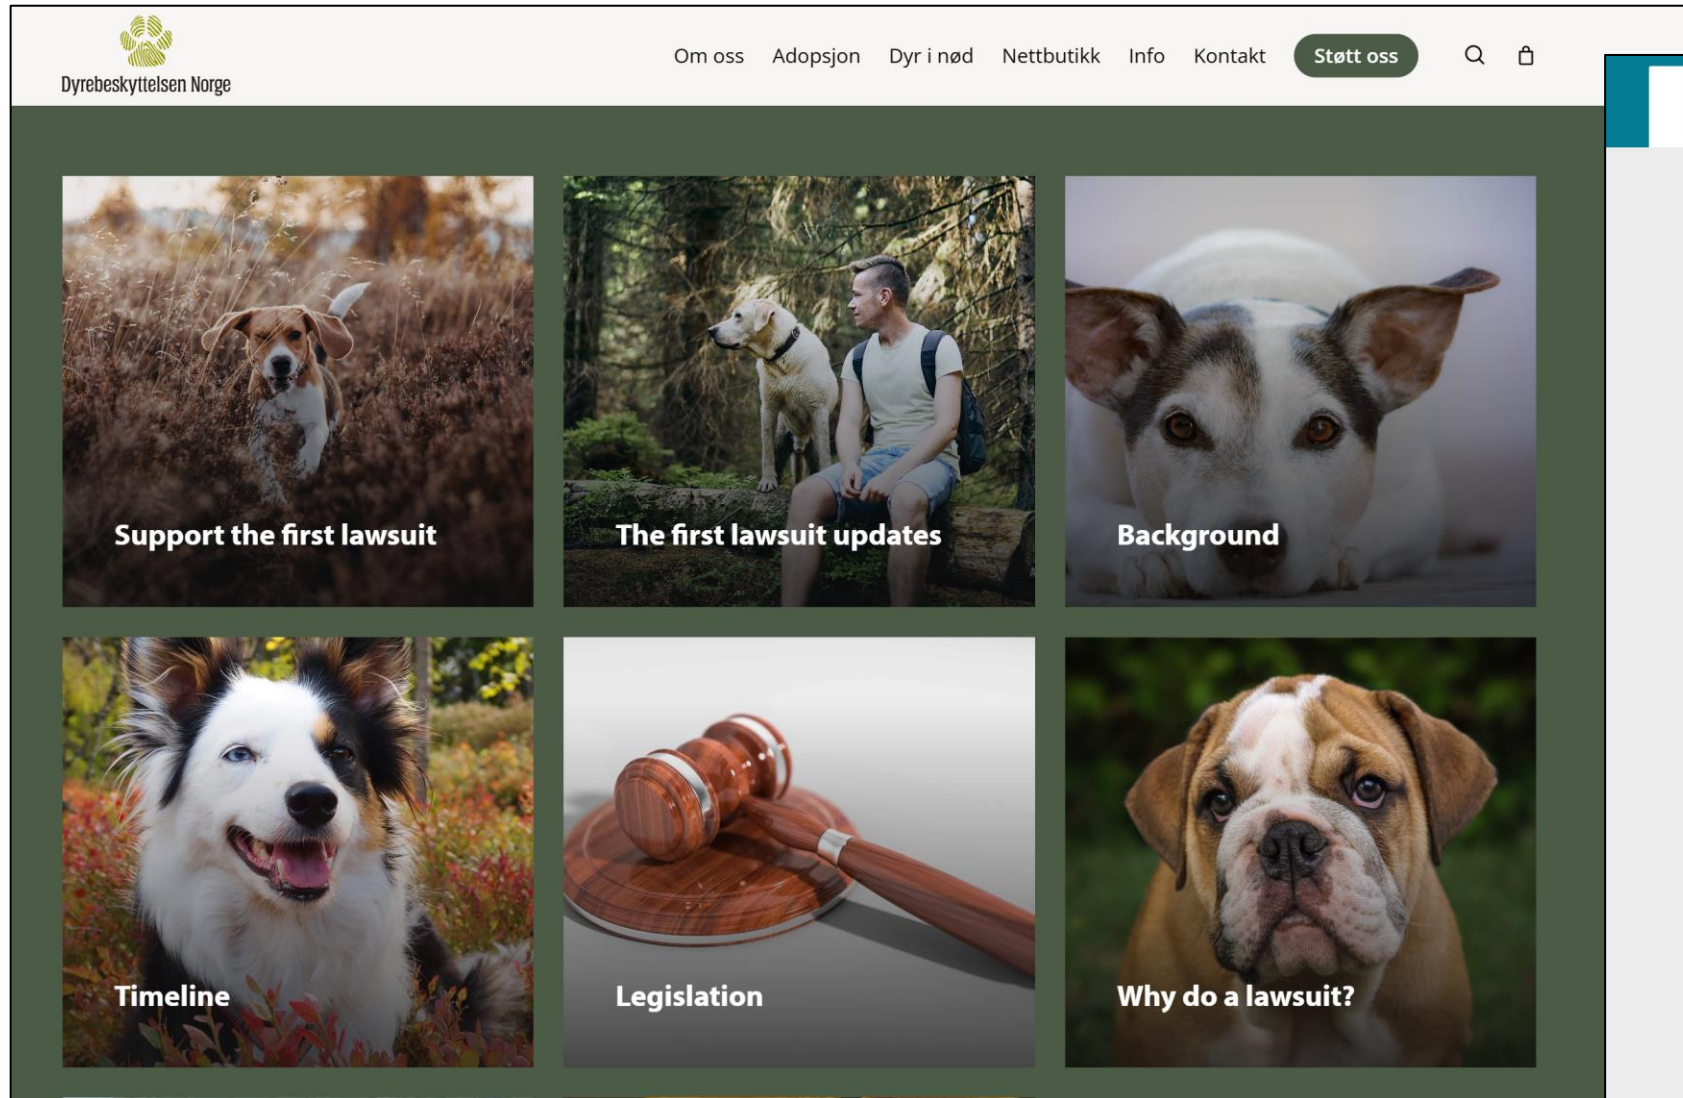 Dyrebeskyttelsen Norge
Om oss Adopsjon Dyr i nød Nettbutikk Info Kontakt Støtt oss
Support the first lawsuit
The first lawsuit updates
Background
Timeline
Legislation
Why do a lawsuit?